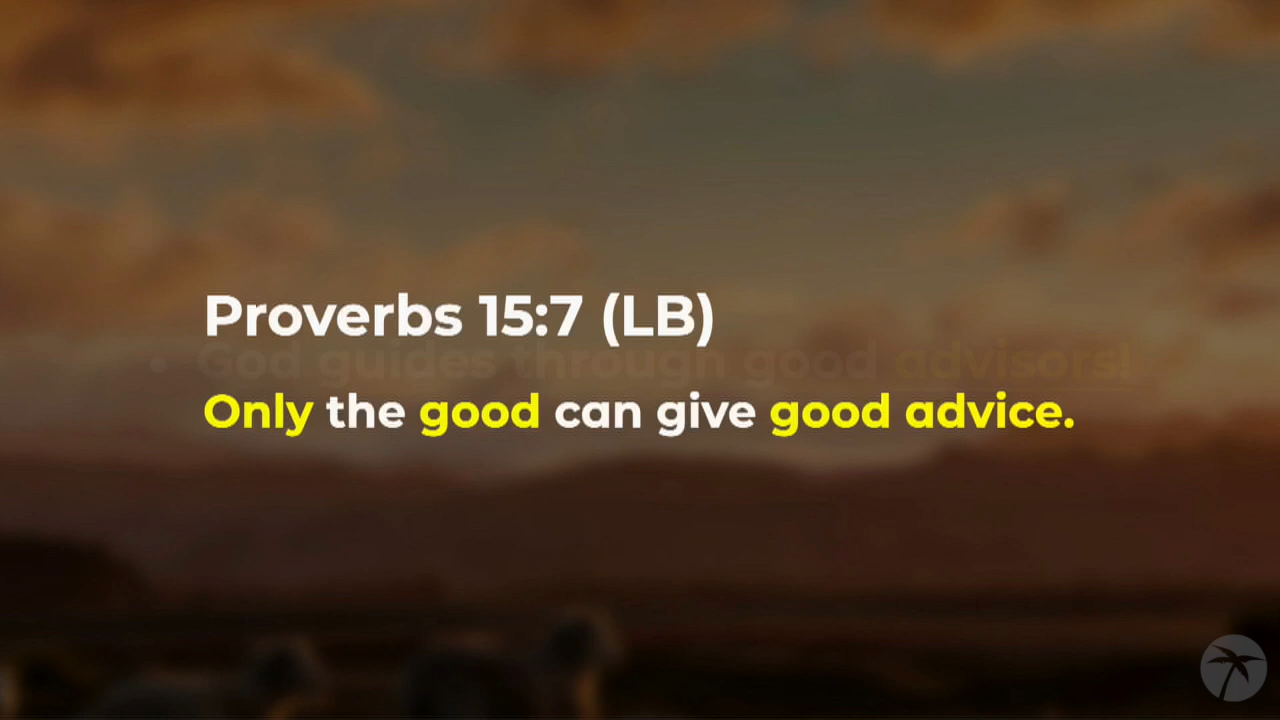 Proverbs 15:7 (LB)
• God guides through good advisors!
Only the good can give good advice.